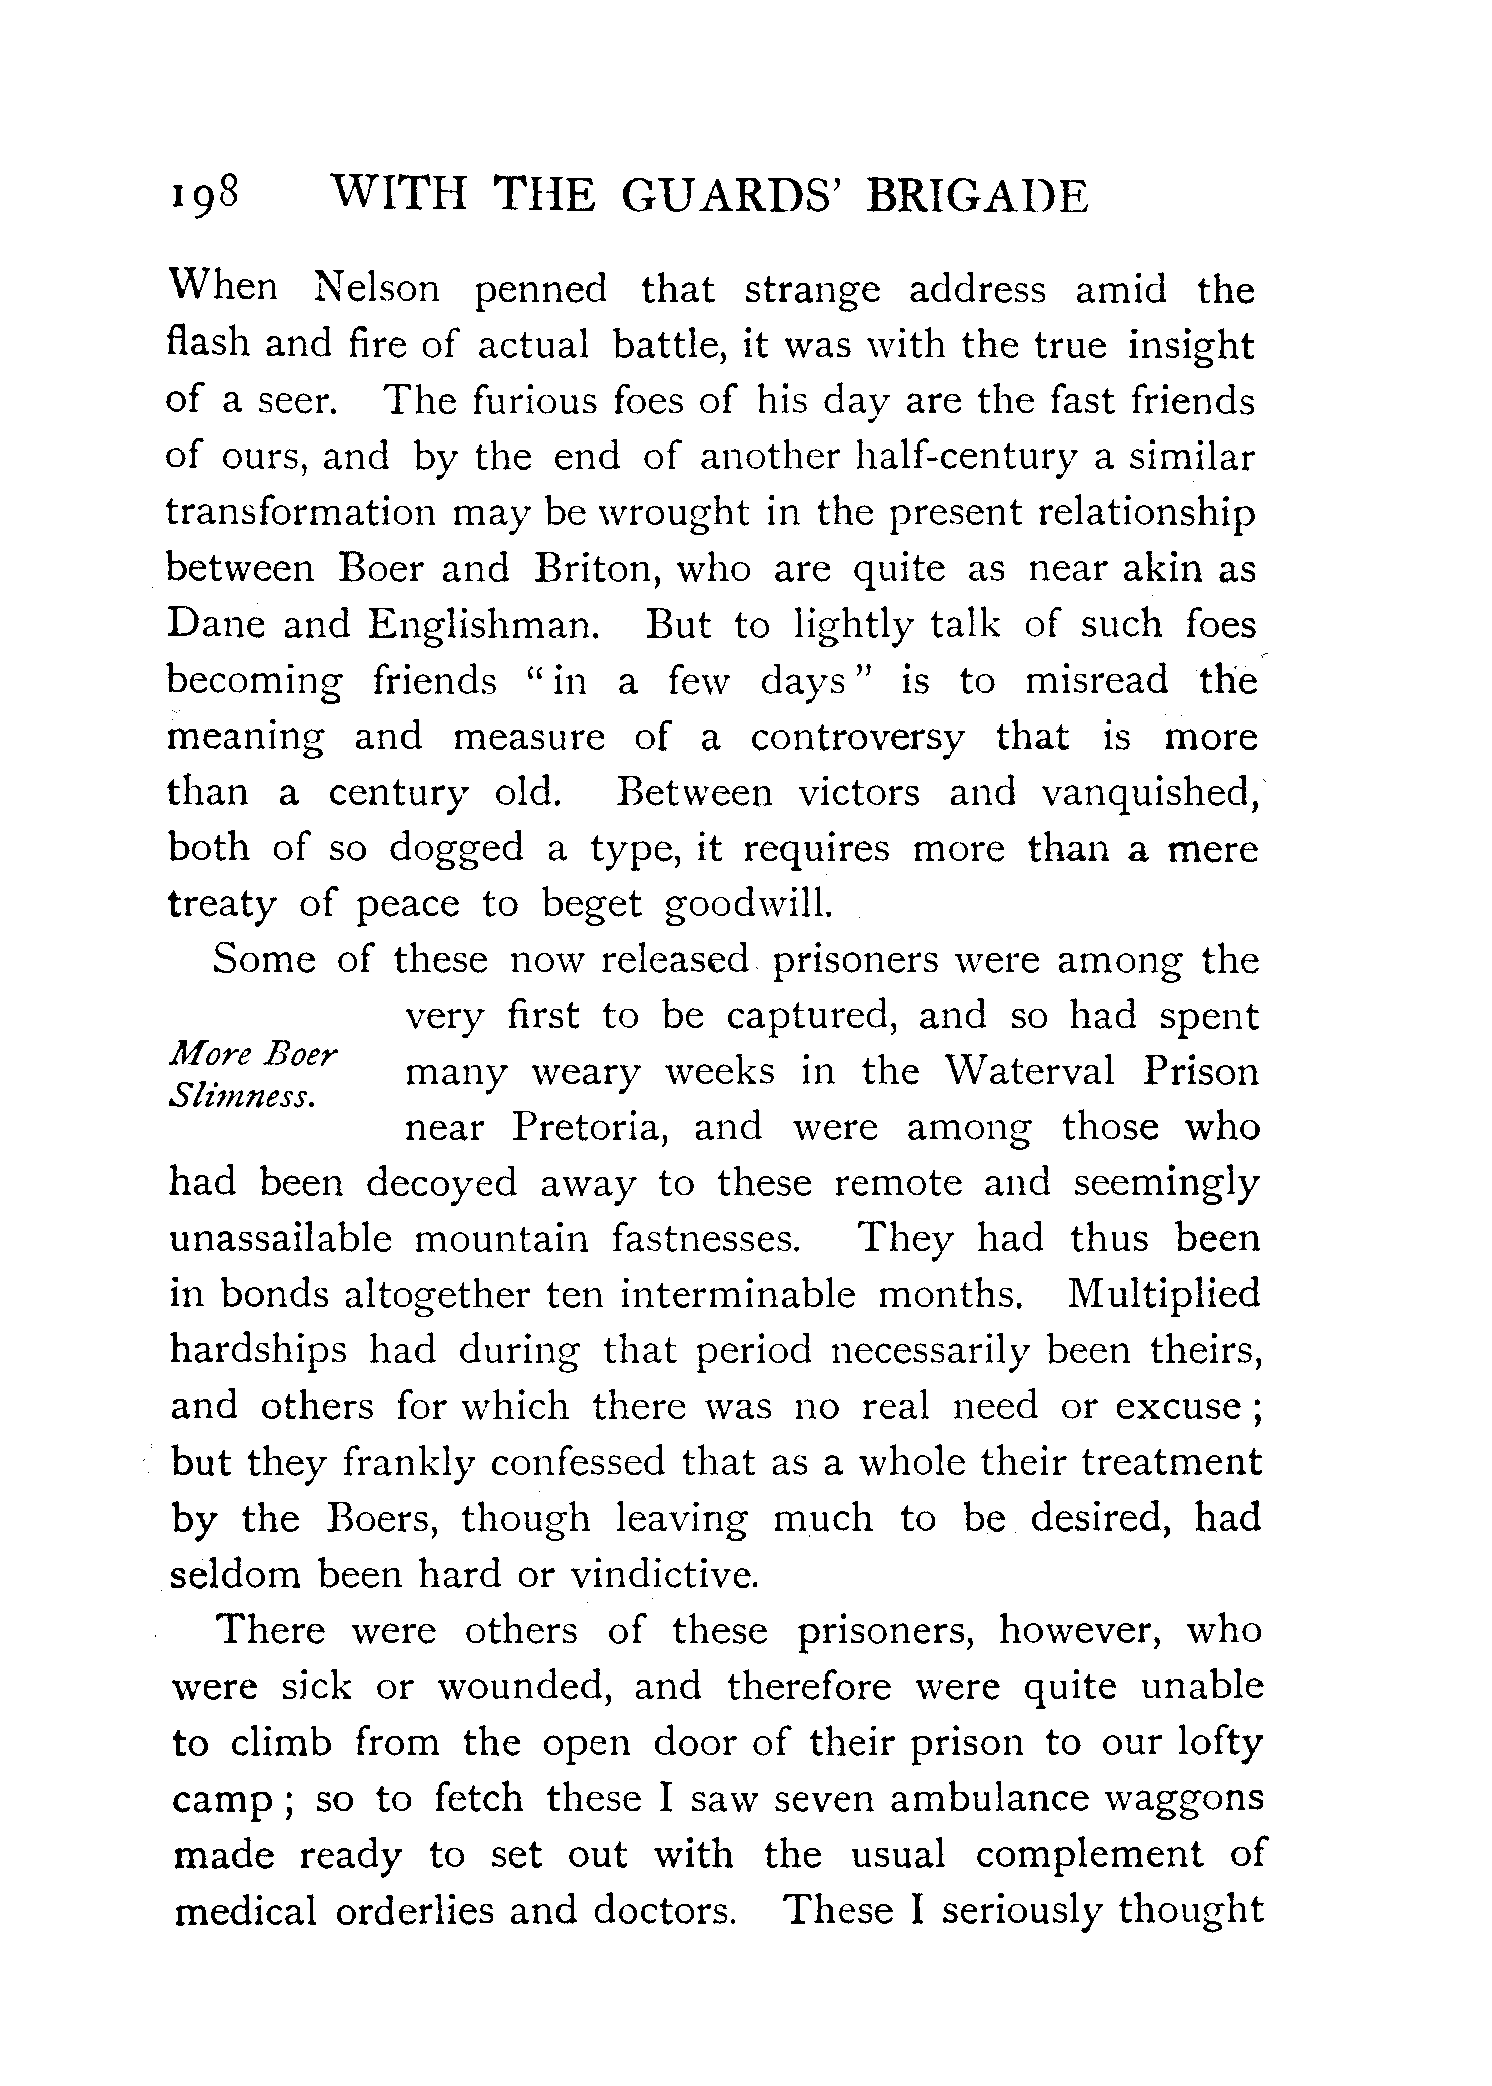 198 WITH THE GUARDS' BRIGADE
When Nelson penned that strange address amid the
flash and fire of actual battle, it was with the true insight
of a seer. The furious foes of his day are the fast friends
of ours, and by the end of another half-century a similar
transformation may be wrought in the present relationship
between Boer and Briton, who are quite as near akin as
Dane and Englishman. But to lightly talk of such foes
becoming friends “in a few days” is to misread the
meaning and measure of a controversy that is more
than a century old. Between victors and vanquished,
both of so dogged a type, it requires more than a mere
treaty of peace to beget goodwill.
Some of these now released prisoners were among the
More Boer
Slimness.
very first to be captured, and so had spent
many weary weeks in the Waterval Prison
near Pretoria, and were among those who
had been decoyed away to these remote and seemingly
unassailable mountain fastnesses. They had thus been
in bonds altogether ten interminable months. Multiplied
hardships had during that period necessarily been theirs,
and others for which there was no real need or excuse ;
but they frankly confessed that as a whole their treatment
by the Boers, though leaving much to be desired, had
seldom been hard or vindictive.
There were others of these prisoners, however, who
were sick or wounded, and therefore were quite unable
to climb from the open door of their prison to our lofty
camp ; so to fetch these I saw seven ambulance waggons
made ready to set out with the usual complement of
medical orderlies and doctors. These I seriously thought